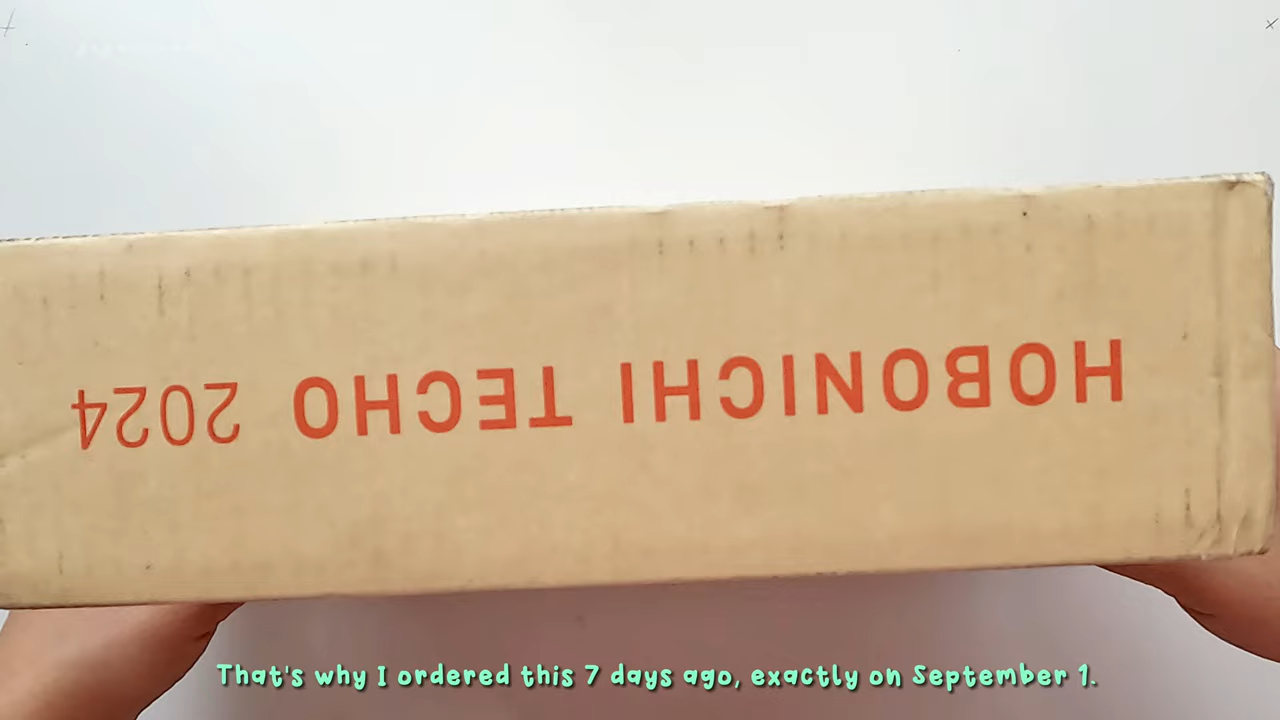 HOBONICHI TECHO 2024
That's why I ordered this 7 days ago, exactly on September 1.